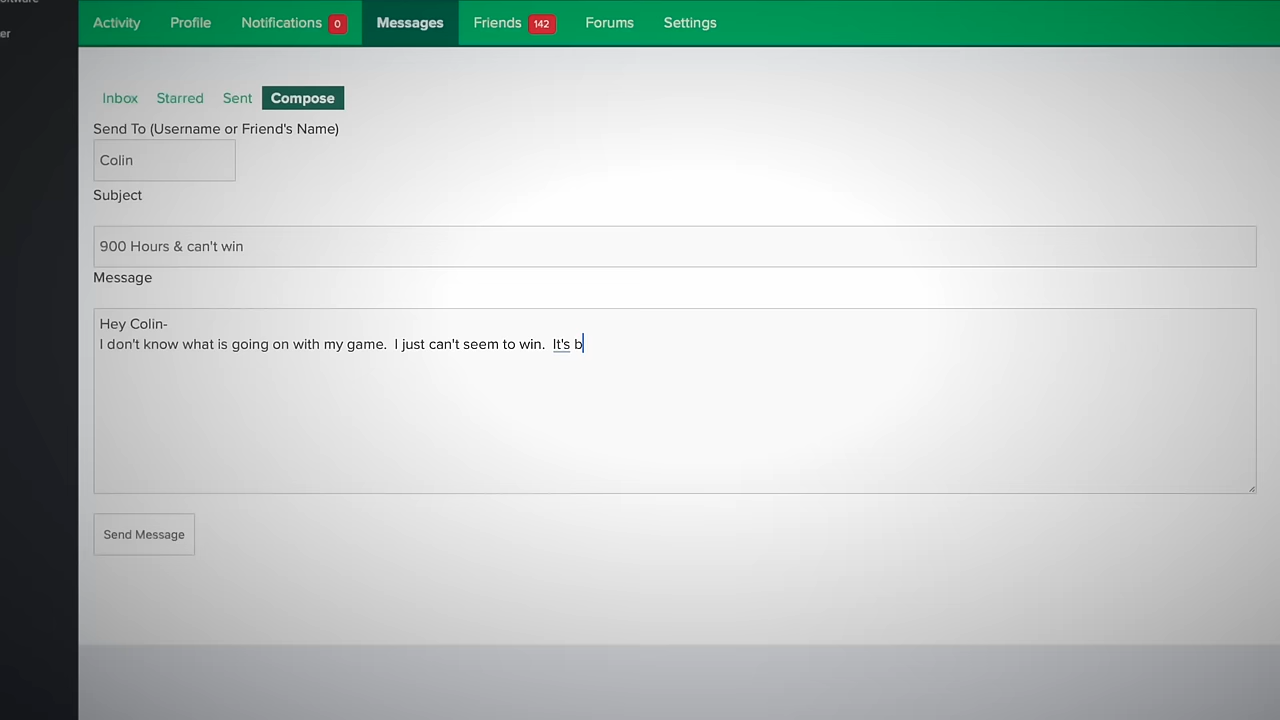 Activity Profile Notifications 0 Messages Friends 142 Forums Settings
er
Inbox Starred Sent Compose
Send To (Username or Friend's Name)
Colin
Subject
900 Hours & can't win
Message
Hey Colin-
I don't know what is going on with my game.  I just can't seem to win.  It's b
Send Message